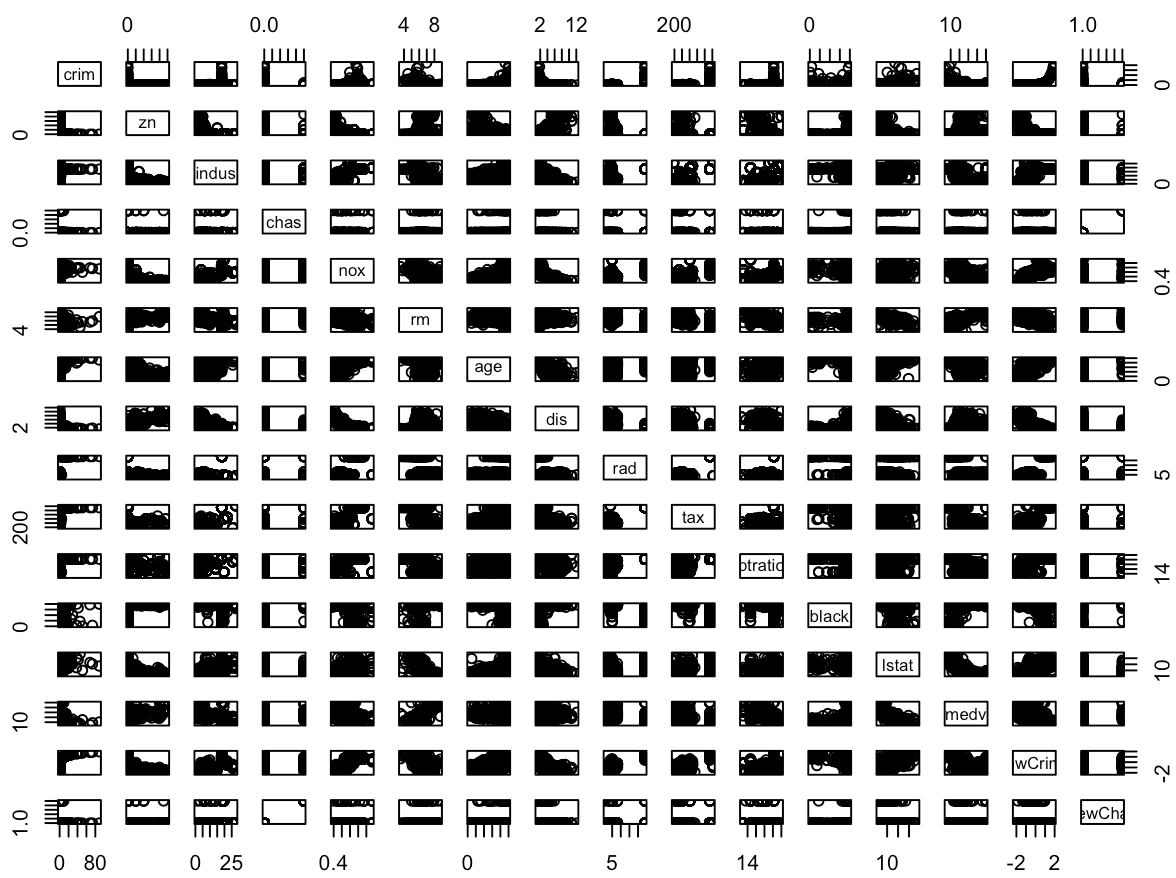 0 0.0 4 8 2 12 200 0 10 1.0
crim 0
0 zn
indus 0
0.0 chas
nox 0.4
4 rm
age 0
2 dis
rad 5
200 tax
ptratio 14
0 black
lstat 10
10 medv
wCrin -2
1.0 ewCha
0 80 0 25 0.4 0 5 14 10 -2 2